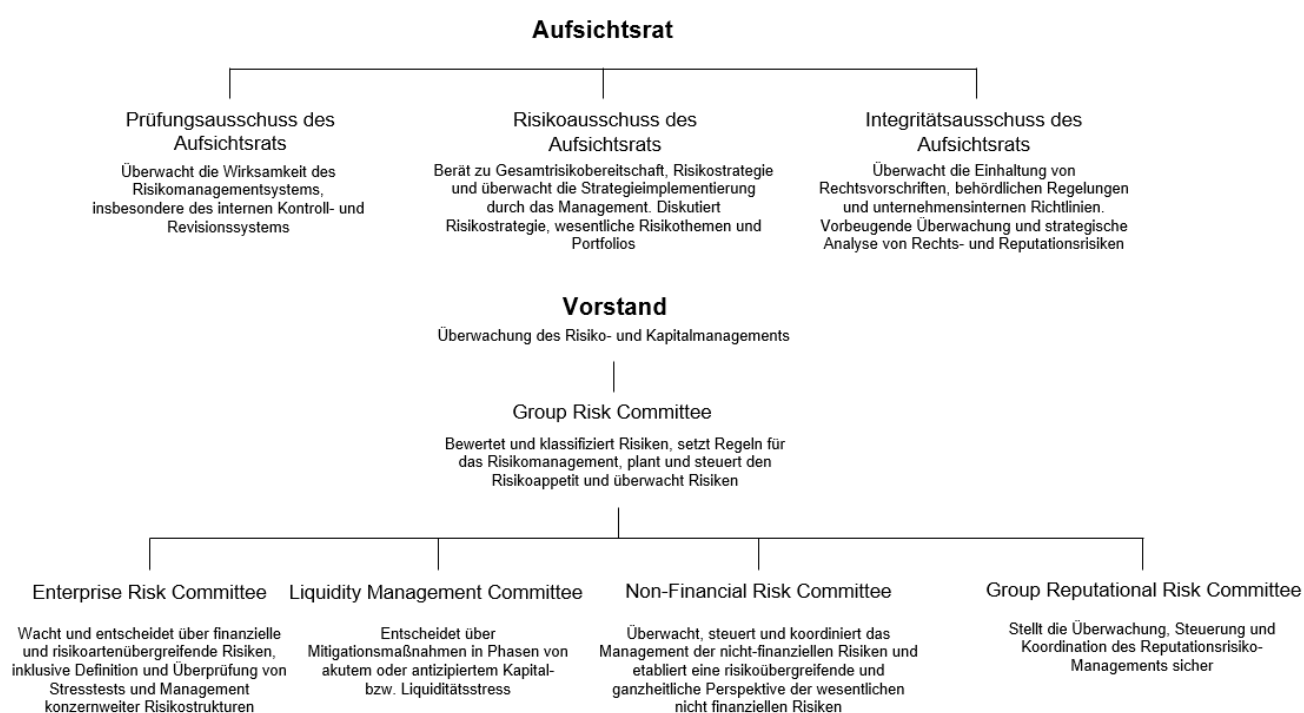 Aufsichtsrat
Prüfungsausschuss des
Aufsichtsrats
Überwacht die Wirksamkeit des
Risikomanagementsystems,
insbesondere des internen Kontroll- und
Revisionssystems
Risikoausschuss des
Aufsichtsrats
Berät zu Gesamtrisikobereitschaft, Risikostrategie
und überwacht die Strategieimplementierung
durch das Management. Diskutiert
Risikostrategie, wesentliche Risikothemen und
Portfolios
Integritätsausschuss des
Aufsichtsrats
Überwacht die Einhaltung von
Rechtsvorschriften, behördlichen Regelungen
und unternehmensinternen Richtlinien.
Vorbeugende Überwachung und strategische
Analyse von Rechts- und Reputationsrisiken
Vorstand
Überwachung des Risiko- und Kapitalmanagements
Group Risk Committee
Bewertet und klassifiziert Risiken, setzt Regeln für
das Risikomanagement, plant und steuert den
Risikoappetit und überwacht Risiken
Enterprise Risk Committee
Wacht und entscheidet über finanzielle
und risikoartenübergreifende Risiken,
inklusive Definition und Überprüfung von
Stresstests und Management
konzernweiter Risikostrukturen
Liquidity Management Committee
Entscheidet über
Mitigationsmaßnahmen in Phasen von
akutem oder antizipiertem Kapital-
bzw. Liquiditätsstress
Non-Financial Risk Committee
Überwacht, steuert und koordiniert das
Management der nicht-finanziellen Risiken und
etabliert eine risikoübergreifende und
ganzheitliche Perspektive der wesentlichen
nicht finanziellen Risiken
Group Reputational Risk Committee
Stellt die Überwachung, Steuerung und
Koordination des Reputationsrisiko-
Managements sicher